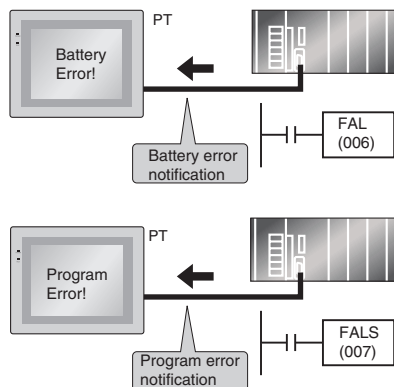 PT
Battery
Error!
FAL
(006)
Battery error
notification
PT
Program
Error!
FALS
(007)
Program error
notification